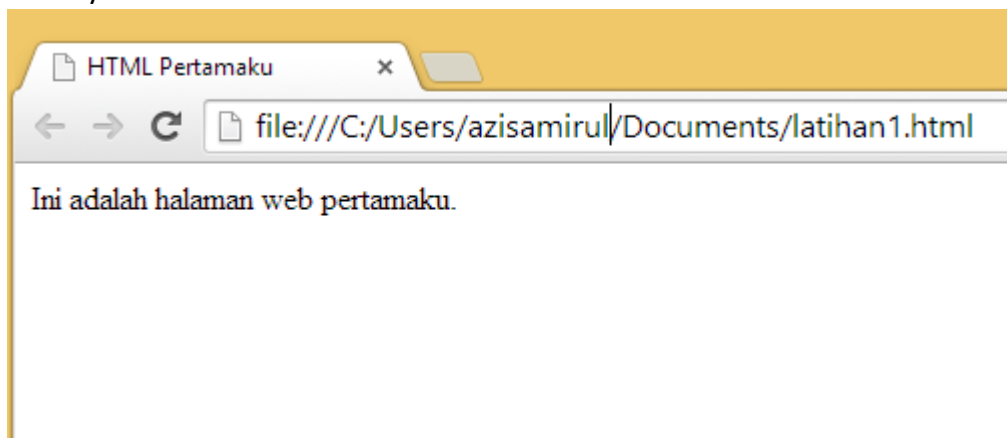 HTML Pertamaku
file:///C:/Users/azisamirul/Documents/latihan1.html
Ini adalah halaman web pertamaku.